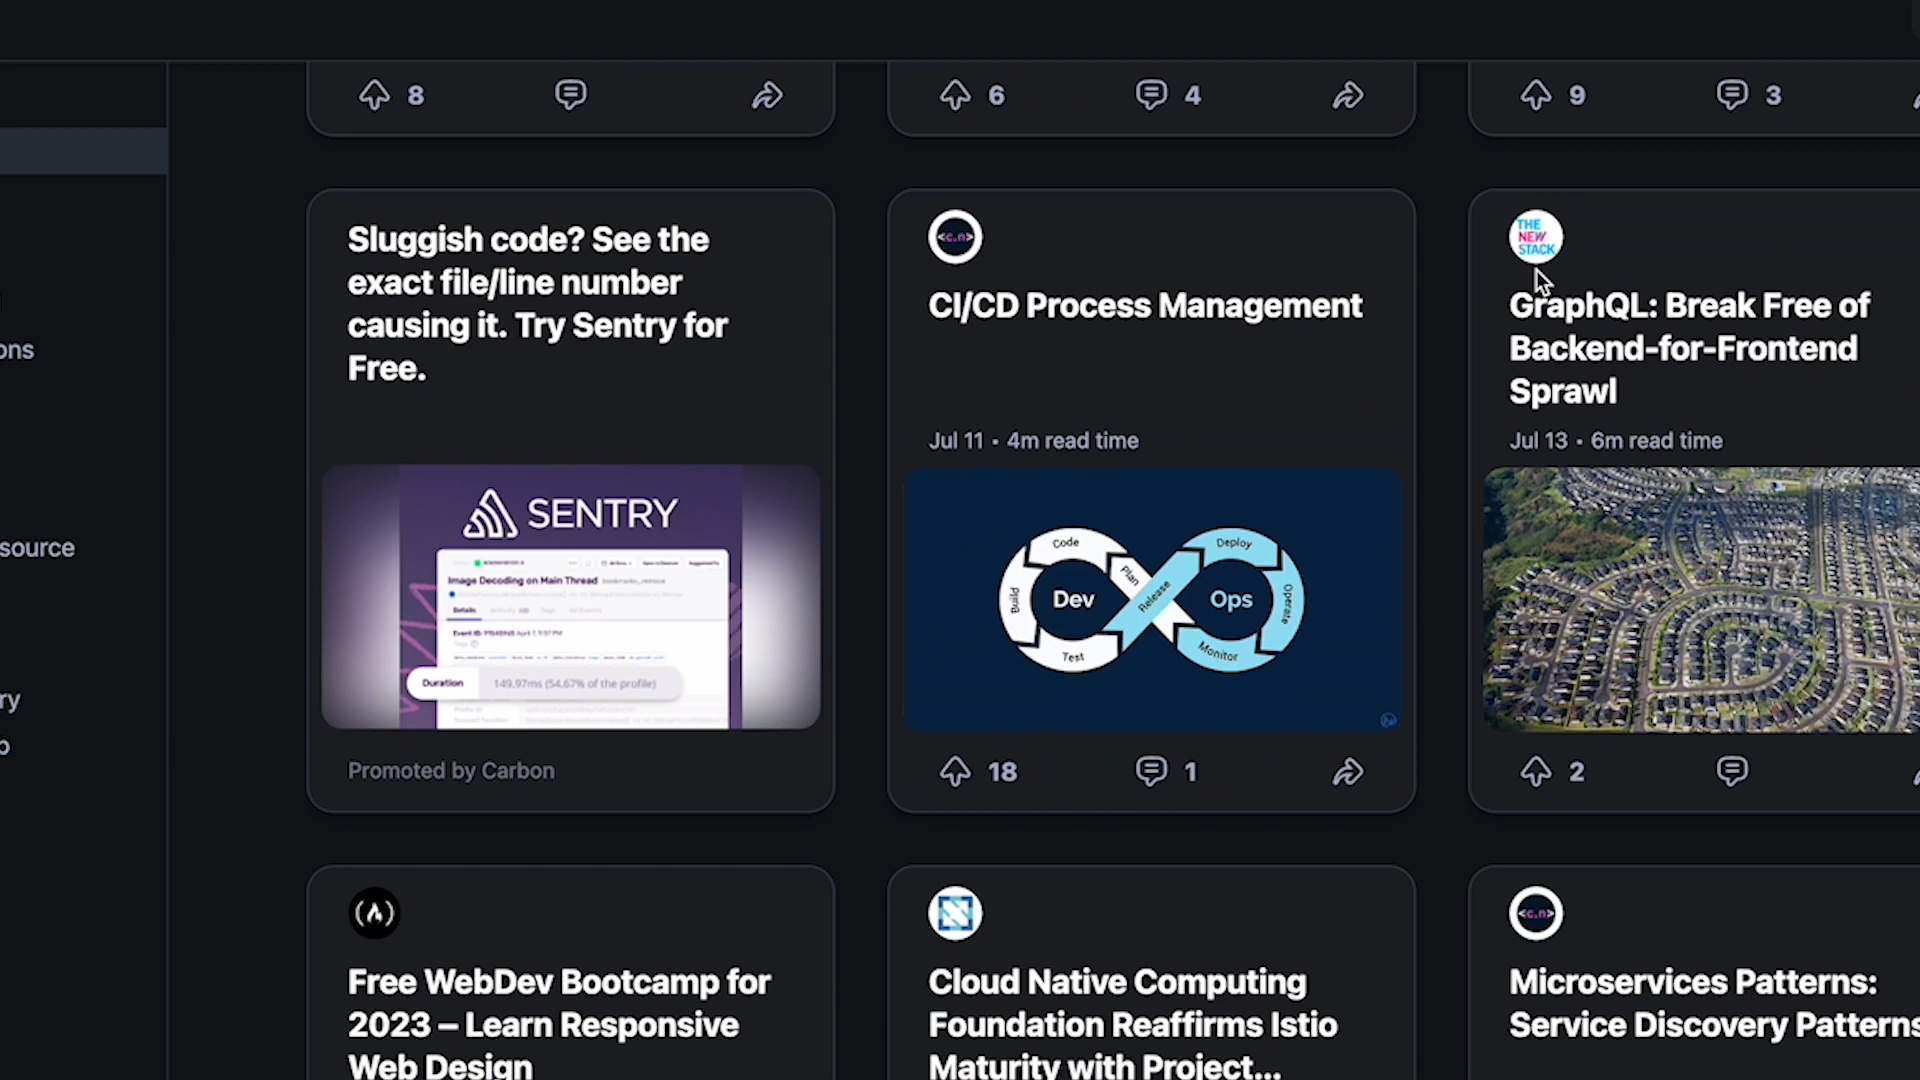 8
6
4
9
3
Sluggish code? See the
exact file/line number
causing it. Try Sentry for
Free.
SENTRY
Image Decoding on Main Thread
Details
Duration
149.97ms (54.67% of the profile)
Promoted by Carbon
<c.n>
CI/CD Process Management
Jul 11 • 4m read time
Code
Build
Dev
Test
Plan
Release
Deploy
Ops
Operate
Monitor
18
1
THE
NEW
STACK
GraphQL: Break Free of
Backend-for-Frontend
Sprawl
Jul 13 • 6m read time
2
ons
source
ry
Free WebDev Bootcamp for
2023 – Learn Responsive
Web Design
Cloud Native Computing
Foundation Reaffirms Istio
Maturity with Project...
<c.n>
Microservices Patterns:
Service Discovery Patterns